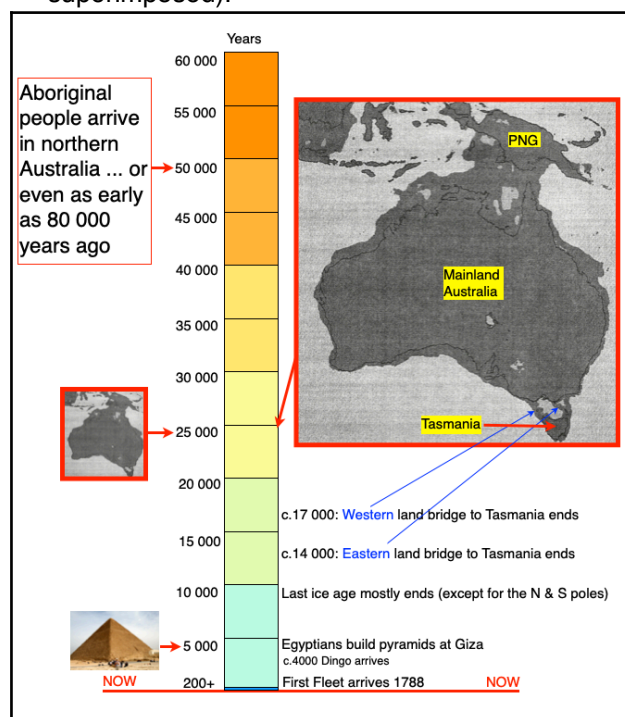 superimposed).
Years
60 000
55 000
50 000
45 000
40 000
35 000
30 000
25 000
20 000
15 000
10 000
5 000
200+
Aboriginal
people arrive
in northern
Australia ... or
even as early
as 80 000
years ago
PNG
Mainland
Australia
Tasmania
c.17 000: Western land bridge to Tasmania ends
c.14 000: Eastern land bridge to Tasmania ends
Last ice age mostly ends (except for the N & S poles)
Egyptians build pyramids at Giza
c.4000 Dingo arrives
NOW
First Fleet arrives 1788
NOW